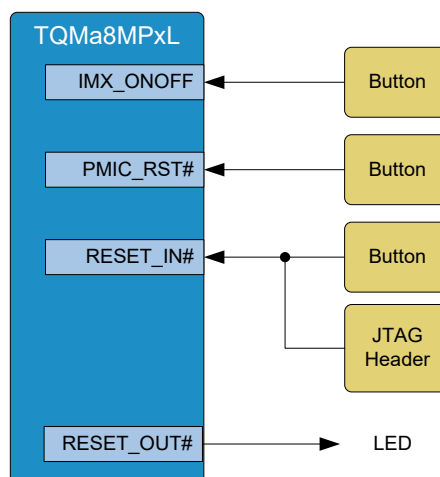 TQMa8MPxL
IMX_ONOFF
Button
PMIC_RST#
Button
RESET_IN#
Button
JTAG
Header
RESET_OUT#
LED